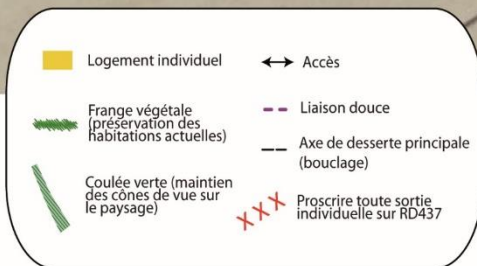 Logement individuel
Frange végétale
(préservation des
habitations actuelles)
Coulée verte (maintien
des cônes de vue sur
le paysage)
Accès
Liaison douce
Axe de desserte principale
(bouclage)
Proscrire toute sortie
individuelle sur RD437